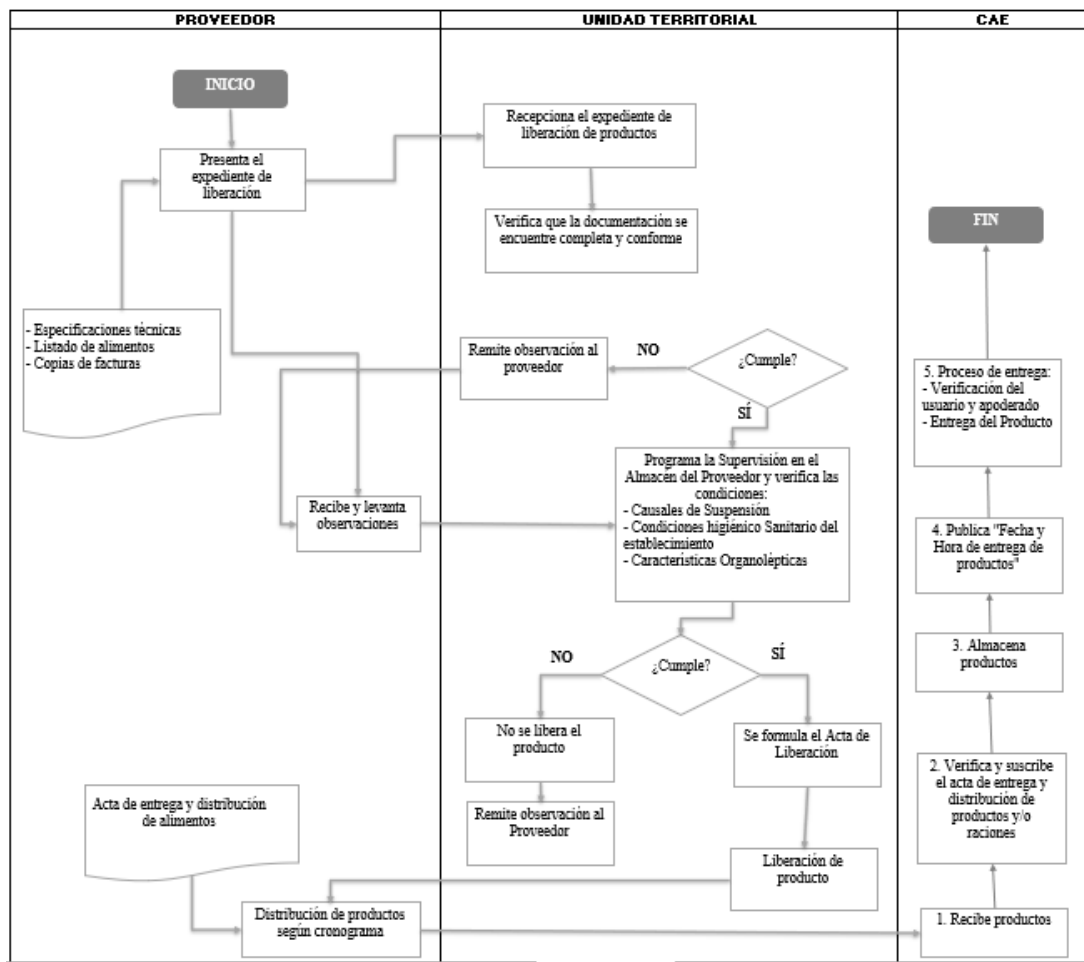 PROVEEDOR
UNIDAD TERRITORIAL
CAE
INICIO
Presenta el
expediente de
liberación
- Especificaciones técnicas
- Listado de alimentos
- Copias de facturas
Recibe y levanta
observaciones
Acta de entrega y distribución
de alimentos
Distribución de productos
según cronograma
Recepciona el expediente de
liberación de productos
Verifica que la documentación se
encuentre completa y conforme
¿Cumple?
NO
SÍ
Remite observación al
proveedor
Programa la Supervisión en el
Almacén del Proveedor y verifica las
condiciones:
- Causales de Suspensión
- Condiciones higiénico Sanitario del
establecimiento
- Características Organolépticas
¿Cumple?
NO
SÍ
No se libera el
producto
Remite observación al
Proveedor
Se formula el Acta de
Liberación
Liberación de
producto
FIN
5. Proceso de entrega:
- Verificación del
usuario y apoderado
- Entrega del Producto
4. Publica "Fecha y
Hora de entrega de
productos"
3. Almacena
productos
2. Verifica y suscribe
el acta de entrega y
distribución de
productos y/o
raciones
1. Recibe productos